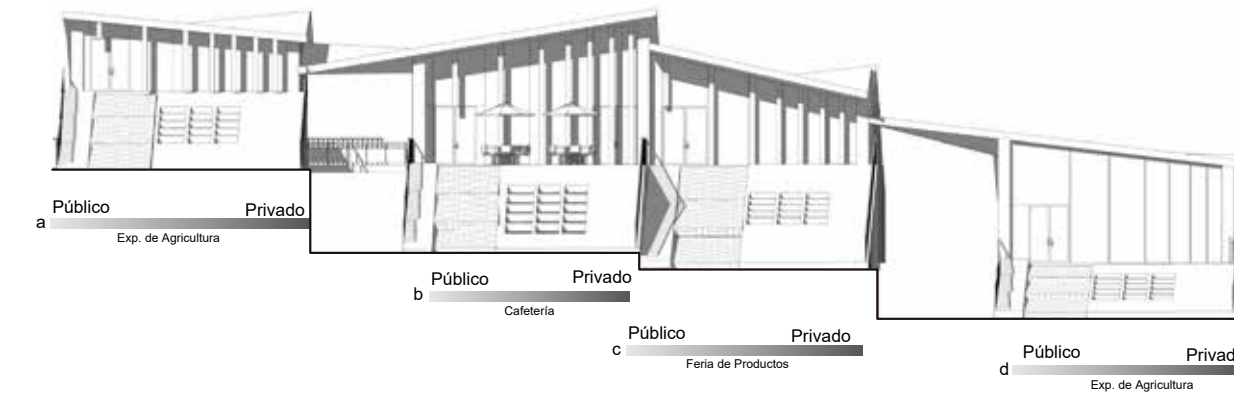 Público Privado
a
Exp. de Agricultura
Público Privado
b
Cafetería
Público Privado
c
Feria de Productos
Público Privad
d
Exp. de Agricultura